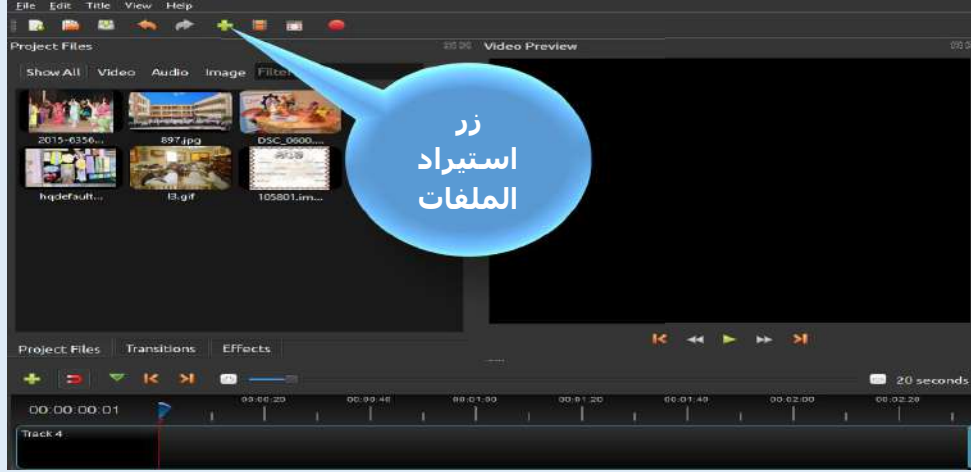 File Edit Title View Help
Project Files
Video Preview
Show All Video Audio Image Filter
زر
استيراد
الملفات
2015-6356... 897.jpg DSC_0600....
hqdefault... l3.gif 105801.im...
Project Files Transitions Effects
20 seconds
00:00:00:01
00:00:20 00:00:40 00:01:00 00:01:20 00:01:40 00:02:00 00:02:20
Track 4